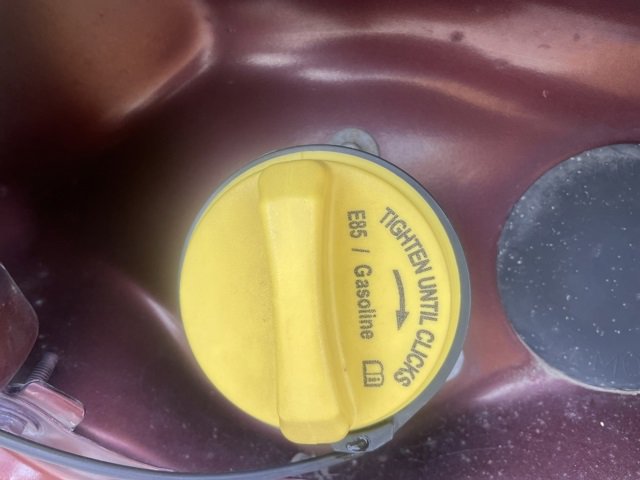 TIGHTEN UNTIL CLICKS
E85 / Gasoline